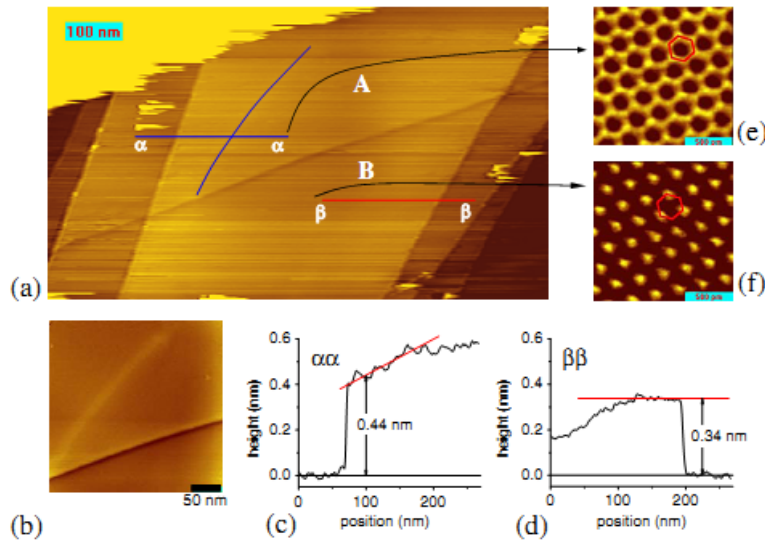 100 nm
A
α
α
B
β
β
(a)
500 pm
(e)
500 pm
(f)
50 nm
(b)
αα
height (nm)
0.6
0.4
0.2
0.0
0.44 nm
0
100
200
position (nm)
(c)
ββ
height (nm)
0.6
0.4
0.2
0.0
0.34 nm
0
100
200
position (nm)
(d)